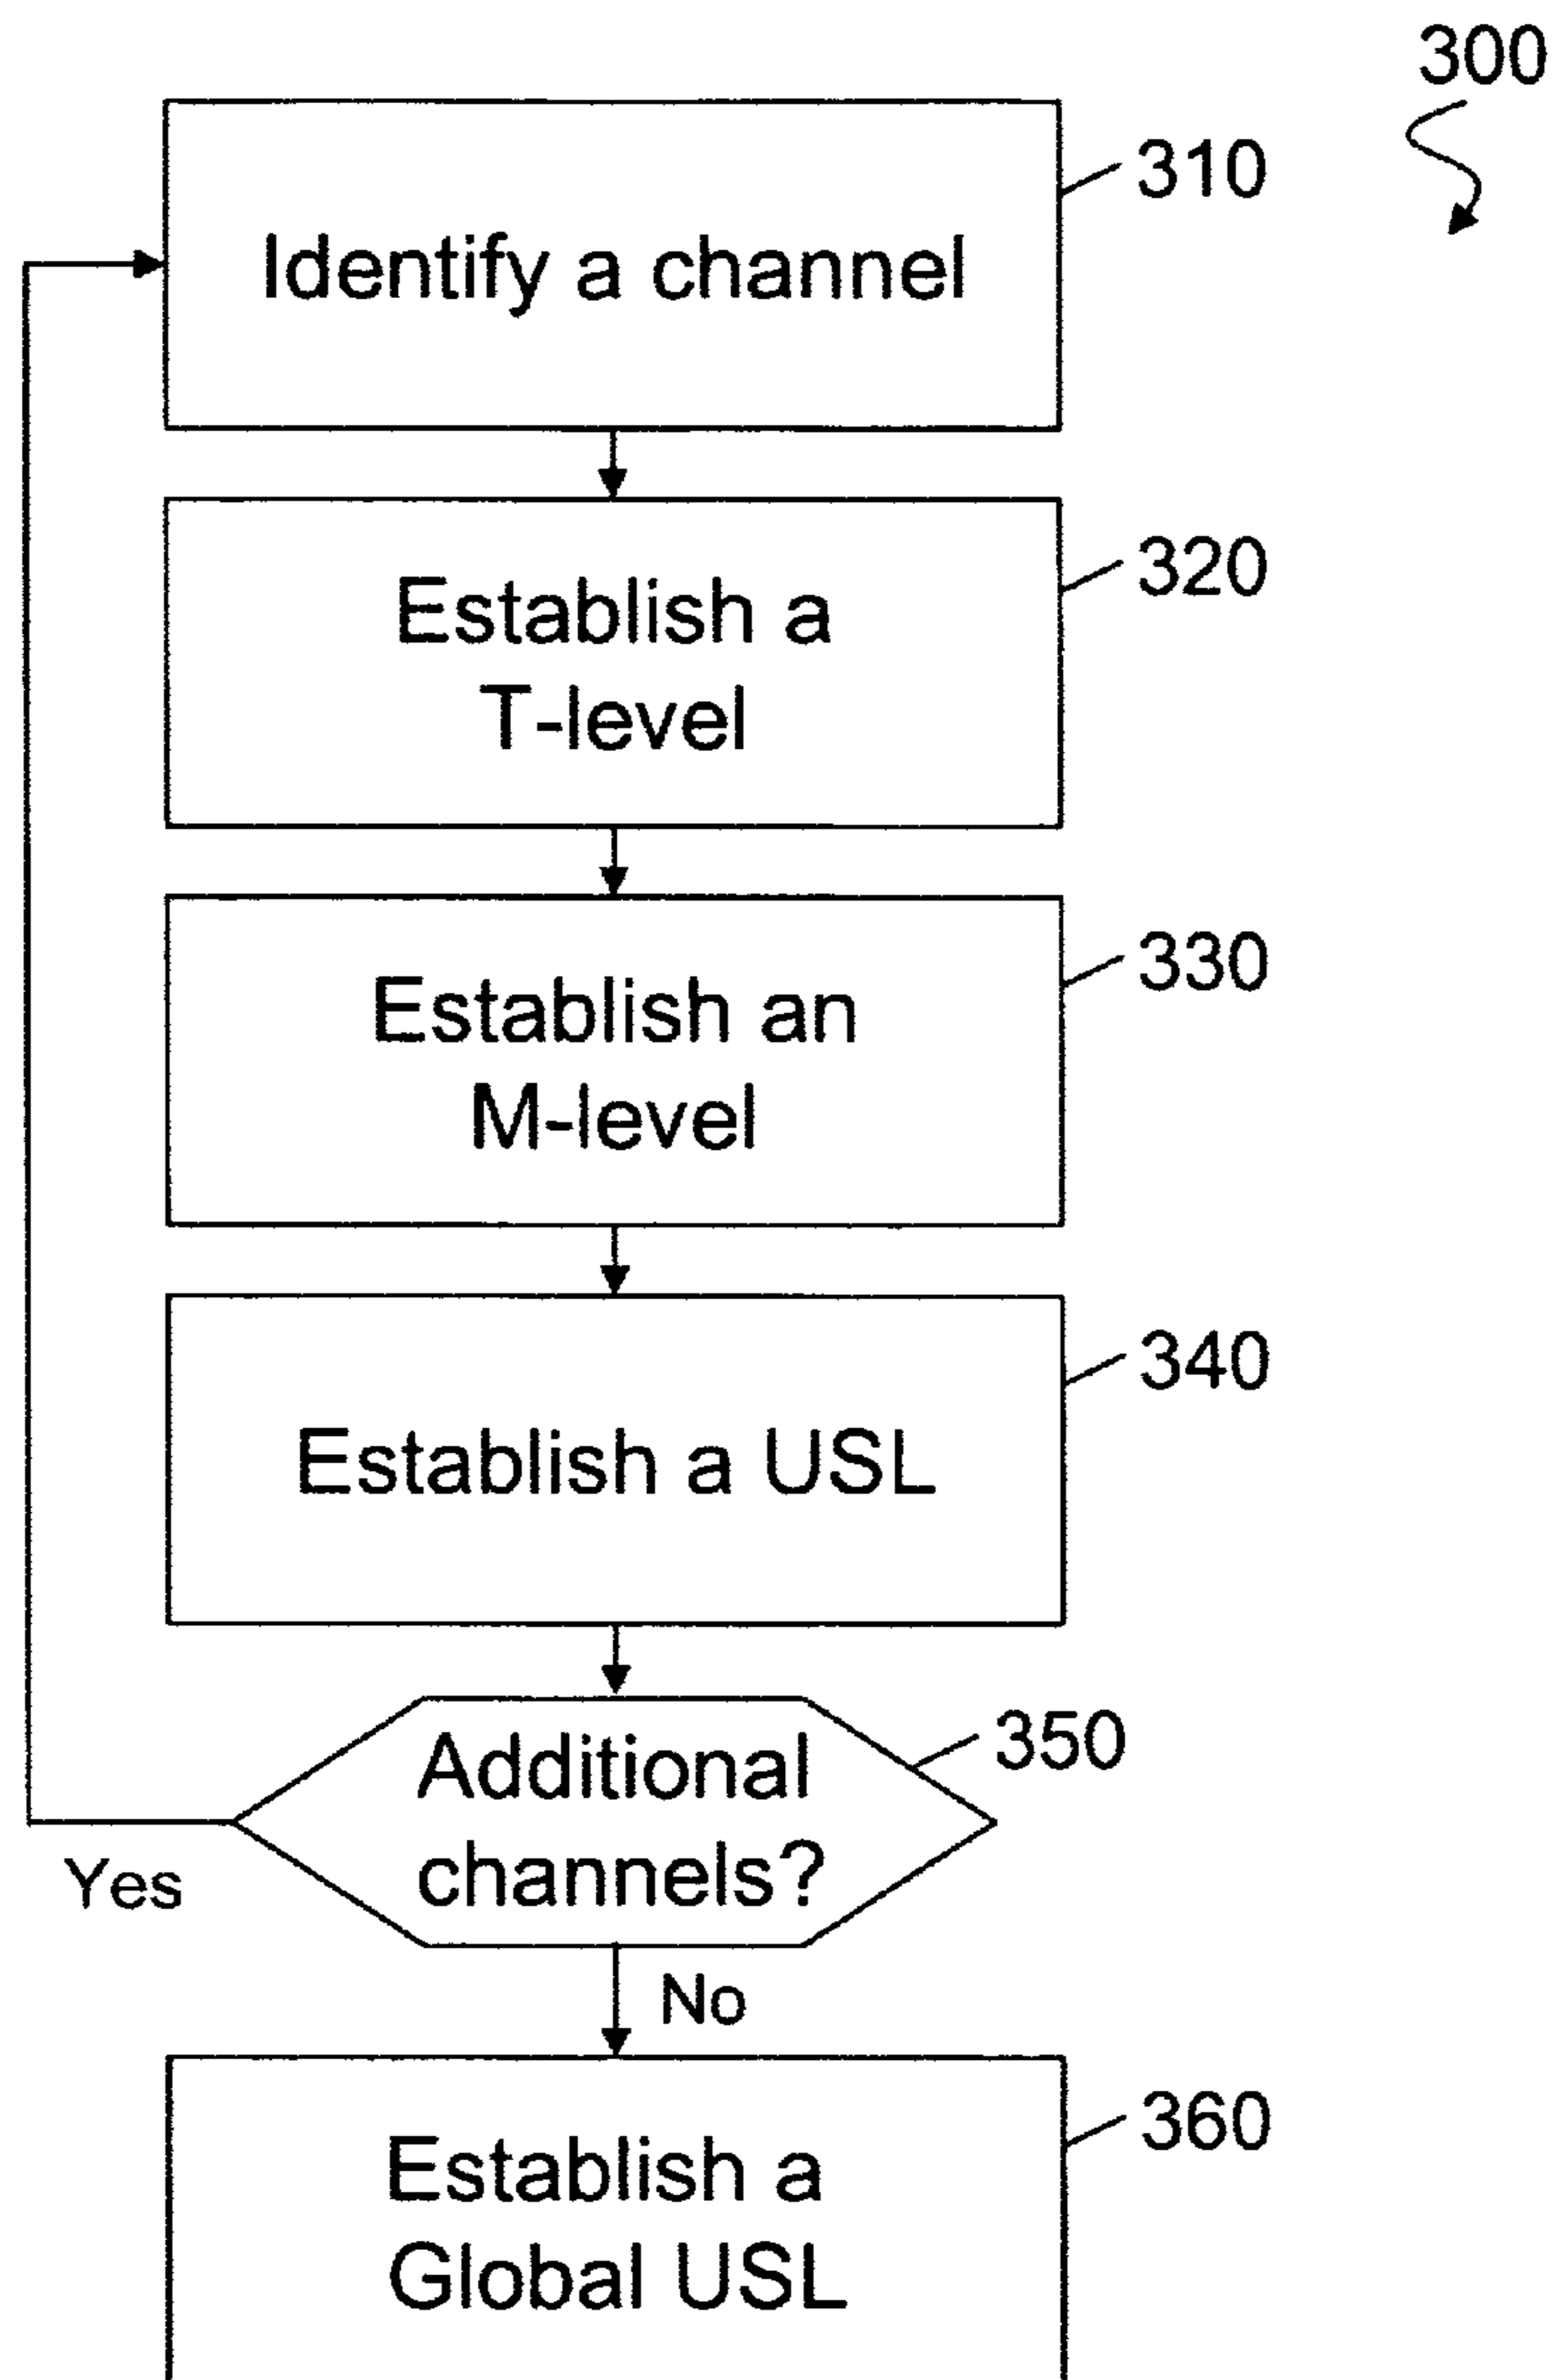 300
310
Identify a channel
320
Establish a
T-level
330
Establish an
M-level
340
Establish a USL
350
Additional
channels?
Yes
No
360
Establish a
Global USL